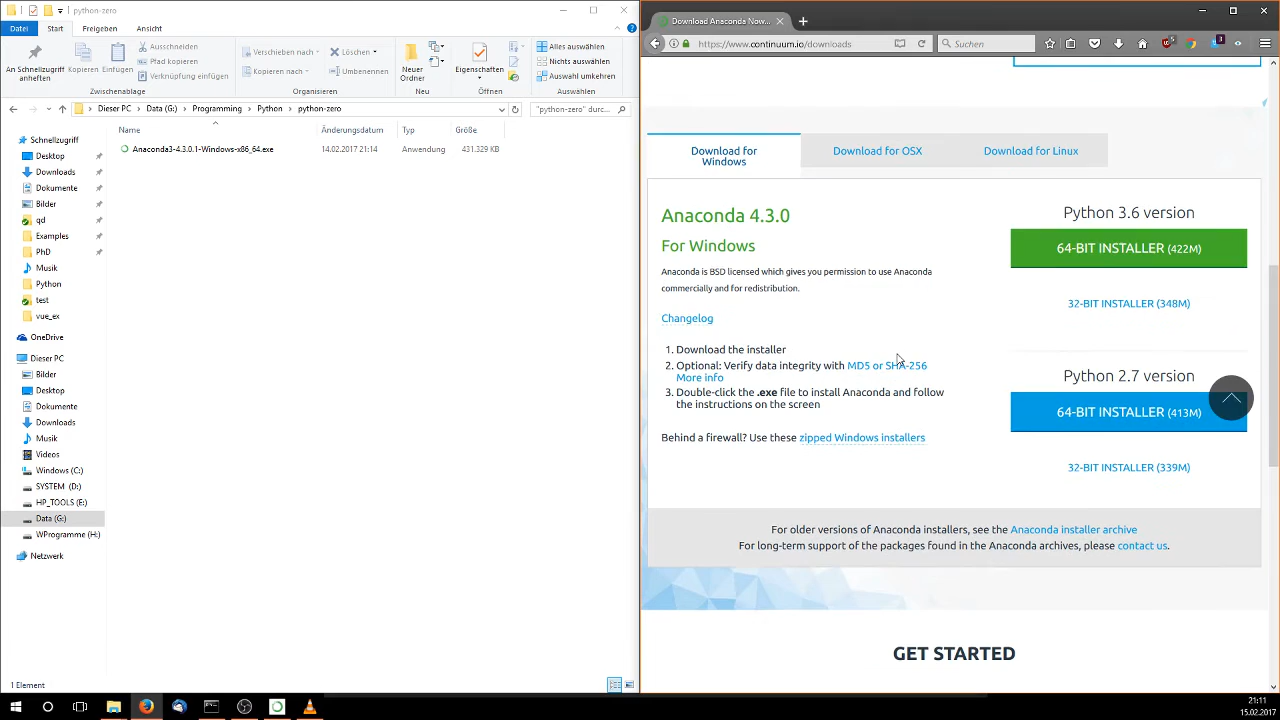 python-zero
Datei
Start
Freigeben
Ansicht
An Schnellzugriff anheften
Kopieren
Einfügen
Ausschneiden
Pfad kopieren
Verknüpfung einfügen
Verschieben nach
Kopieren nach
Löschen
Umbenennen
Organisieren
Neuer Ordner
Neu
Eigenschaften
Öffnen
Alles auswählen
Nichts auswählen
Auswahl umkehren
Auswählen
Dieser PC > Data (G:) > Programming > Python > python-zero
"python-zero" durc...
Name
Änderungsdatum
Typ
Größe
Anaconda3-4.3.0.1-Windows-x86_64.exe
14.02.2017 21:14
Anwendung
431.329 KB
Schnellzugriff
Desktop
Downloads
Dokumente
Bilder
qd
Examples
PhD
Musik
Python
test
vue_ex
OneDrive
Dieser PC
Bilder
Desktop
Dokumente
Downloads
Musik
Videos
Windows (C:)
SYSTEM (D:)
HP_TOOLS (E:)
Data (G:)
WProgramme (H:)
Netzwerk
1 Element
Download Anaconda Now...
https://www.continuum.io/downloads
Suchen
5
3
Download for
Windows
Download for OSX
Download for Linux
Anaconda 4.3.0
For Windows
Anaconda is BSD licensed which gives you permission to use Anaconda
commercially and for redistribution.
Changelog
1. Download the installer
2. Optional: Verify data integrity with MD5 or SHA-256
More info
3. Double-click the .exe file to install Anaconda and follow
the instructions on the screen
Behind a firewall? Use these zipped Windows installers
Python 3.6 version
64-BIT INSTALLER (422M)
32-BIT INSTALLER (348M)
Python 2.7 version
64-BIT INSTALLER (413M)
32-BIT INSTALLER (339M)
For older versions of Anaconda installers, see the Anaconda installer archive
For long-term support of the packages found in the Anaconda archives, please contact us.
GET STARTED
21:11
15.02.2017